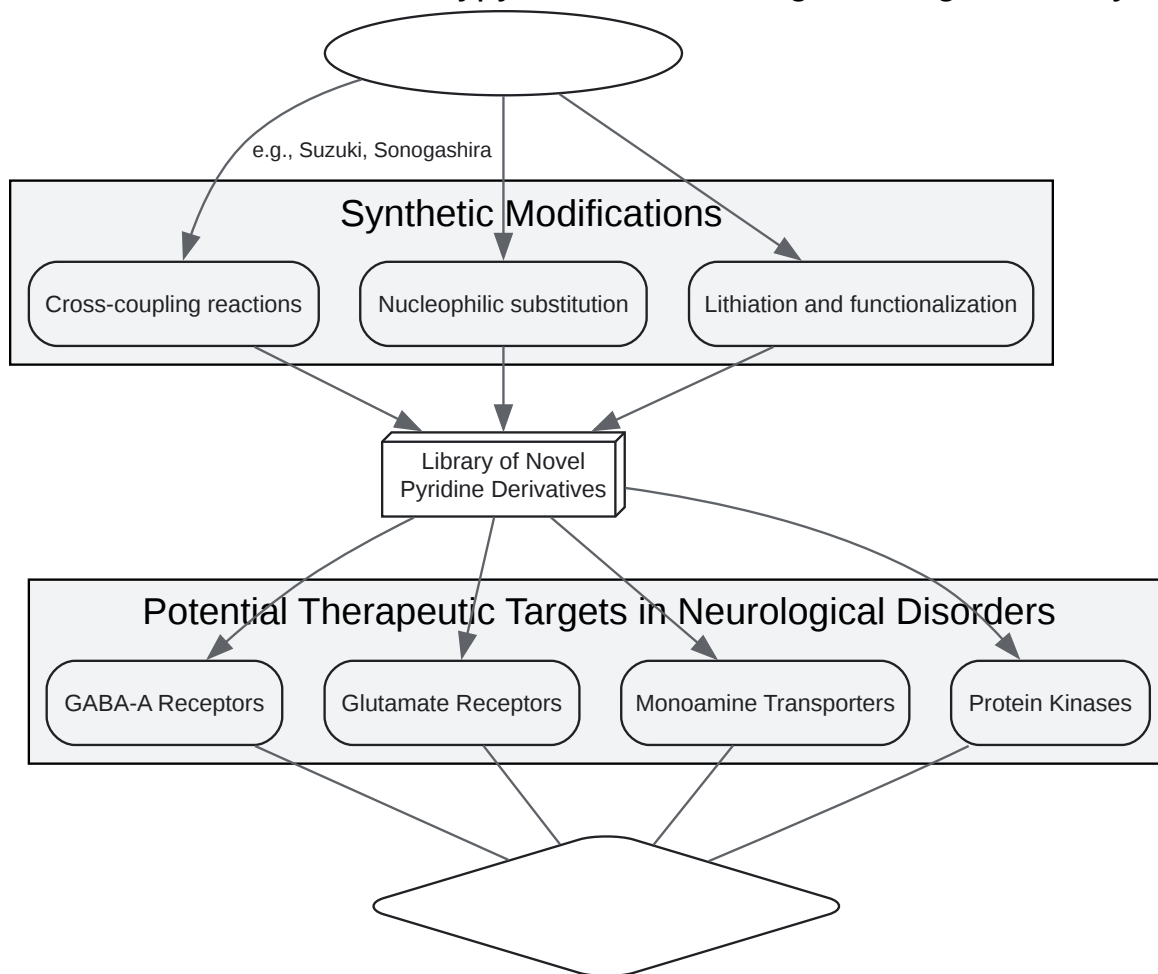 e.g., Suzuki, Sonogashira
Synthetic Modifications
Cross-coupling reactions
Nucleophilic substitution
Lithiation and functionalization
Library of Novel
Pyridine Derivatives
Potential Therapeutic Targets in Neurological Disorders
GABA-A Receptors
Glutamate Receptors
Monoamine Transporters
Protein Kinases